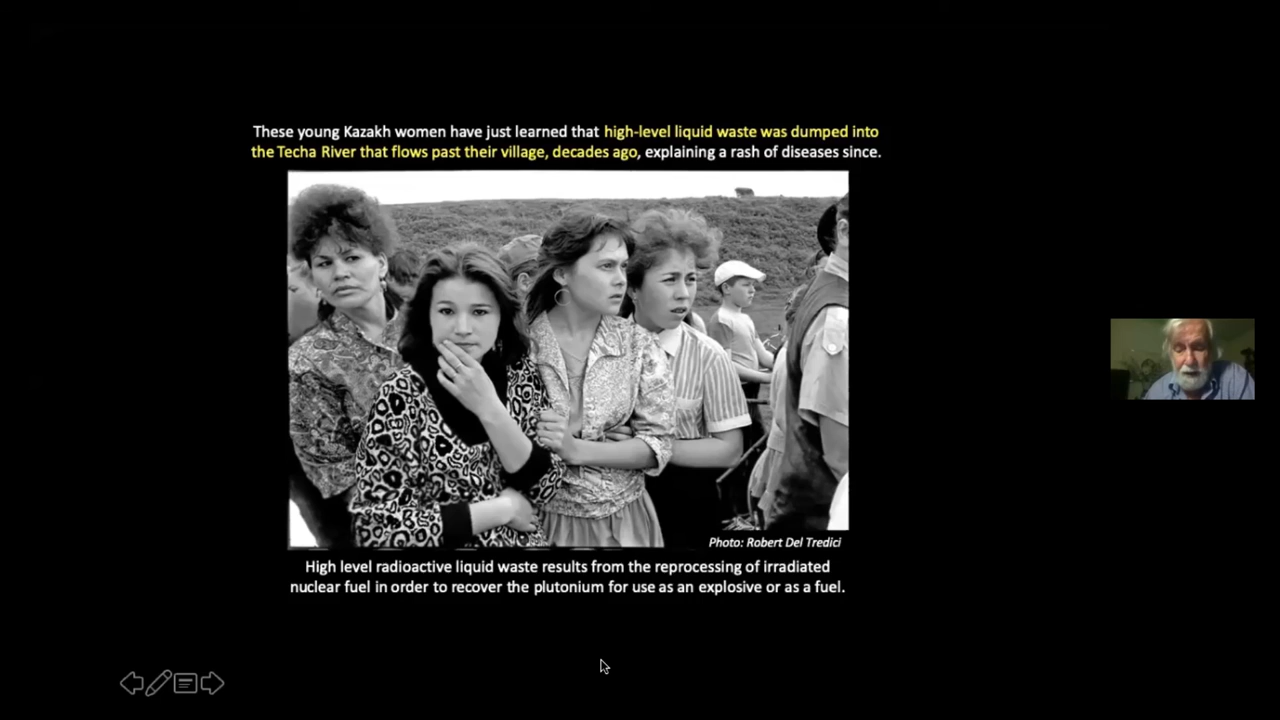 These young Kazakh women have just learned that high-level liquid waste was dumped into
the Techa River that flows past their village, decades ago, explaining a rash of diseases since.
Photo: Robert Del Tredici
High level radioactive liquid waste results from the reprocessing of irradiated
nuclear fuel in order to recover the plutonium for use as an explosive or as a fuel.